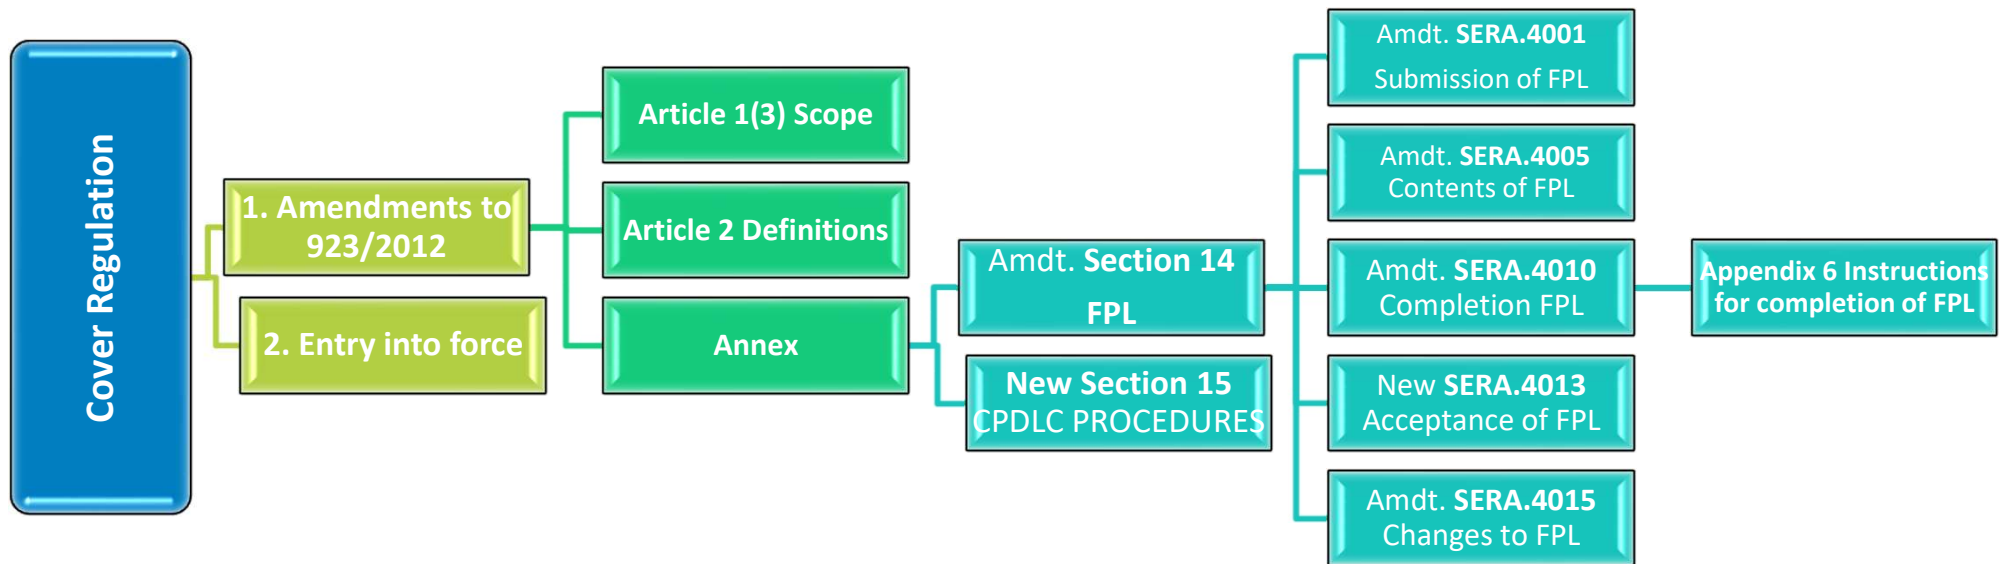 Cover Regulation
1. Amendments to
923/2012
2. Entry into force
Article 1(3) Scope
Article 2 Definitions
Annex
Amdt. Section 14
FPL
New Section 15
CPDLC PROCEDURES
Amdt. SERA.4001
Submission of FPL
Amdt. SERA.4005
Contents of FPL
Amdt. SERA.4010
Completion FPL
New SERA.4013
Acceptance of FPL
Amdt. SERA.4015
Changes to FPL
Appendix 6 Instructions
for completion of FPL